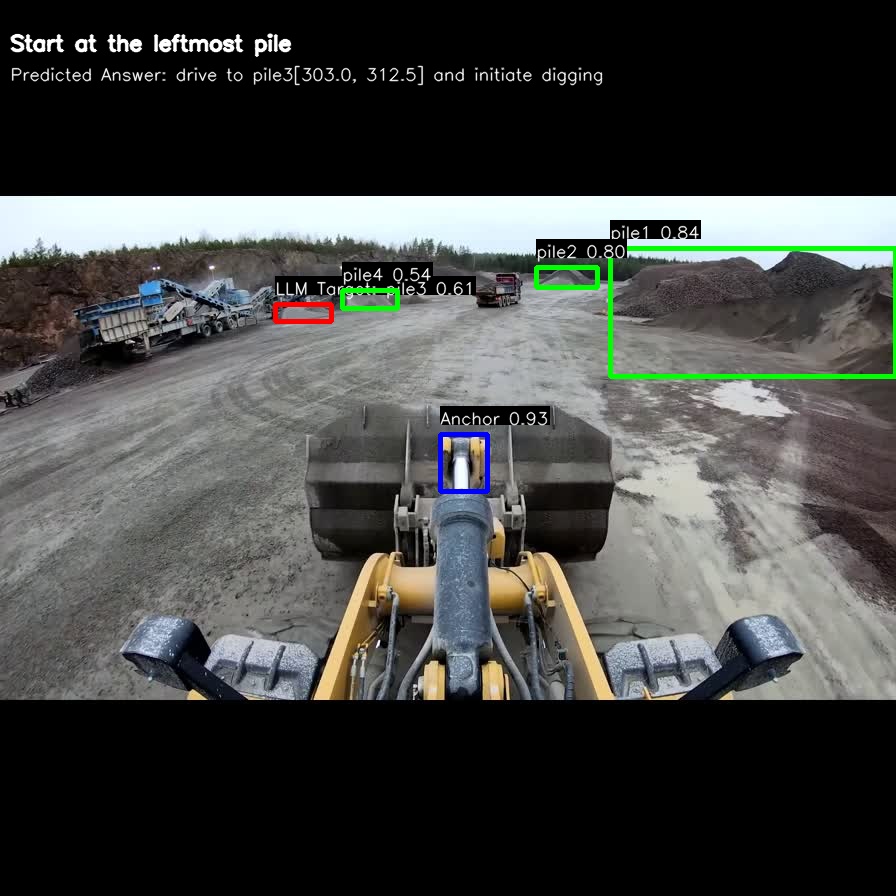 Start at the leftmost pile
Predicted Answer: drive to pile3[303.0, 312.5] and initiate digging
pile1 0.84
pile2 0.80
pile4 0.54
LLM Target: pile3 0.61
Anchor 0.93